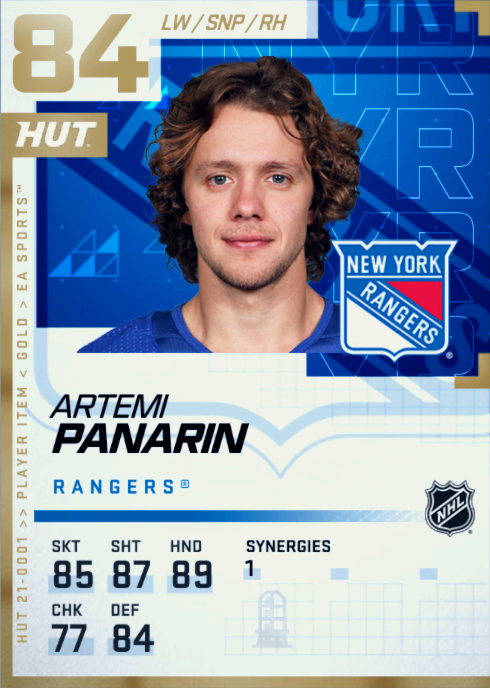 84
LW / SNP / RH
NYR
HUT
NEW YORK
RANGERS
®
ARTEMI
PANARIN
RANGERS®
NHL
SKT SHT HND
85 87 89
CHK DEF
77 84
SYNERGIES
1
HUT 21-0001 >> PLAYER ITEM < GOLD > EA SPORTS™